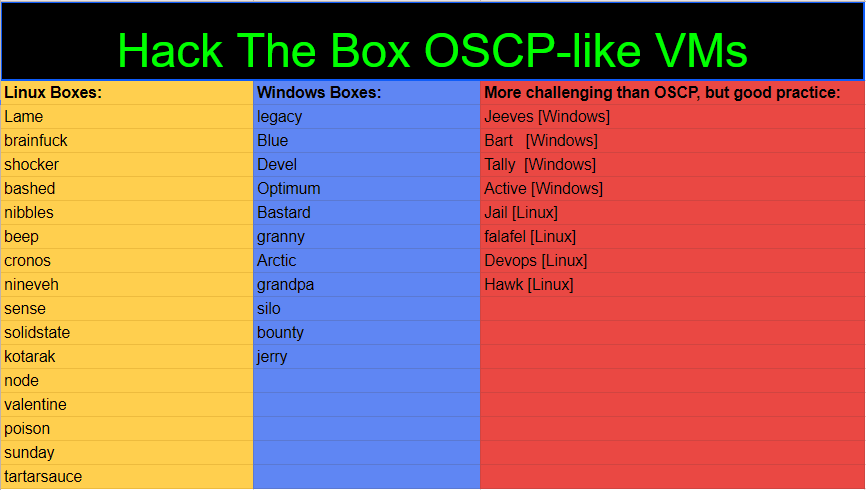 Hack The Box OSCP-like VMs
Linux Boxes: Windows Boxes: More challenging than OSCP, but good practice:
Lame legacy Jeeves [Windows]
brainfuck Blue Bart [Windows]
shocker Devel Tally [Windows]
bashed Optimum Active [Windows]
nibbles Bastard Jail [Linux]
beep granny falafel [Linux]
cronos Arctic Devops [Linux]
nineveh grandpa Hawk [Linux]
sense silo
solidstate bounty
kotarak jerry
node
valentine
poison
sunday
tartarsauce